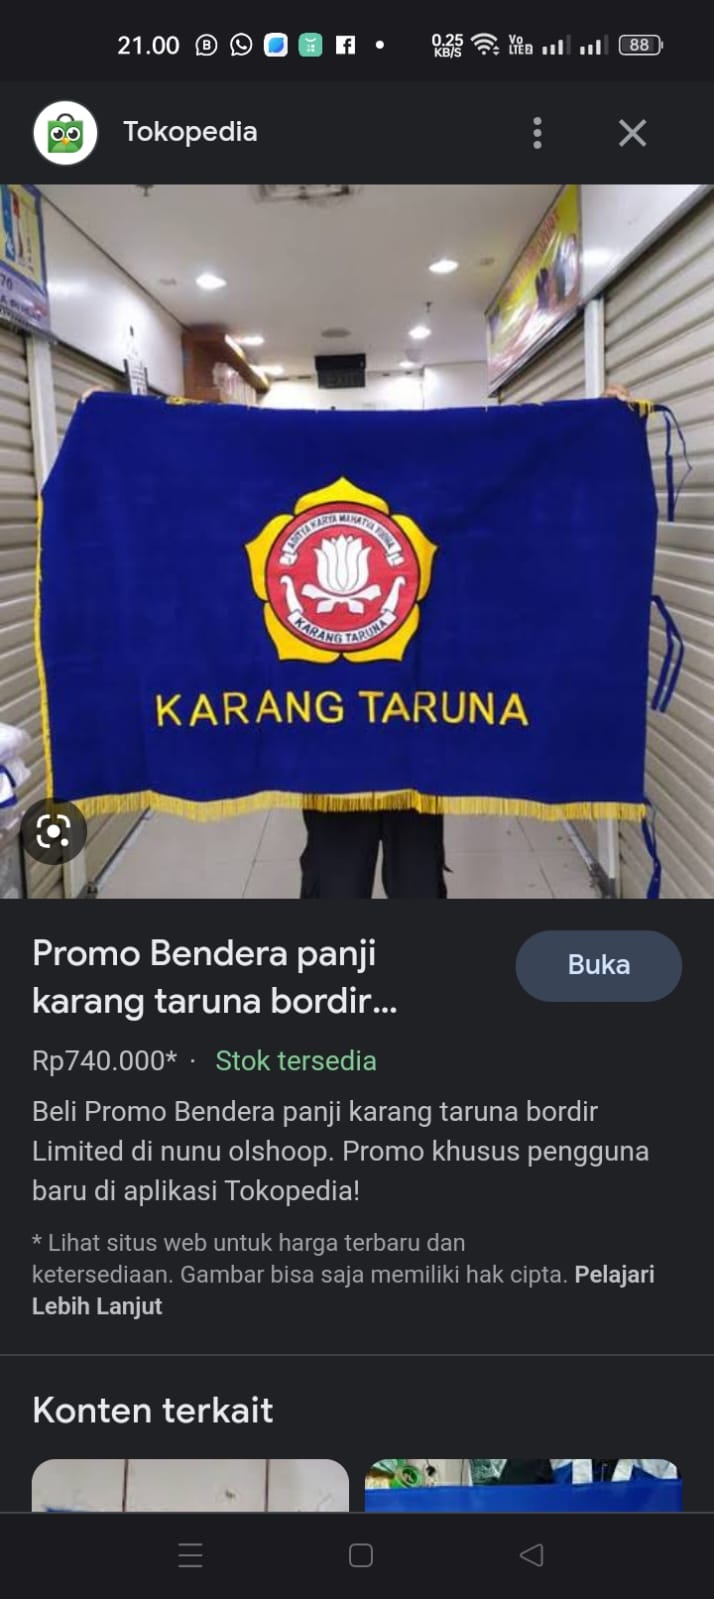 21.00
0.25
KB/S
Vo
LTE2
88
Tokopedia
ADITYA KARYA MAHATVA YODHA
KARANG TARUNA
KARANG TARUNA
Promo Bendera panji
karang taruna bordir...
Buka
Rp740.000* · Stok tersedia
Beli Promo Bendera panji karang taruna bordir
Limited di nunu olshoop. Promo khusus pengguna
baru di aplikasi Tokopedia!
* Lihat situs web untuk harga terbaru dan
ketersediaan. Gambar bisa saja memiliki hak cipta. Pelajari
Lebih Lanjut
Konten terkait